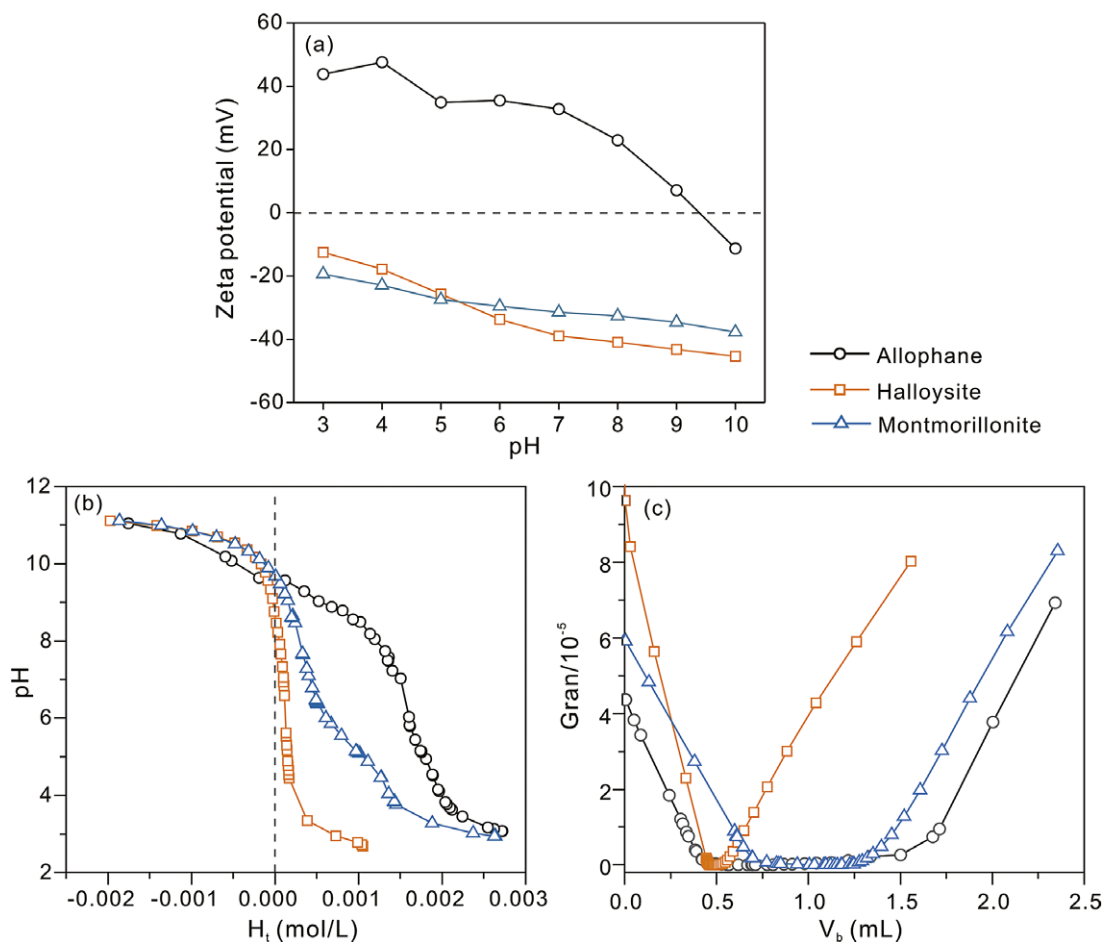 (a)
Zeta potential (mV)
60
40
20
0
-20
-40
-60
3 4 5 6 7 8 9 10
pH
Allophane
Halloysite
Montmorillonite
(b)
pH
12
10
8
6
4
2
-0.002 -0.001 0.000 0.001 0.002 0.003
Ht (mol/L)
(c)
Gran/10⁻⁵
10
8
6
4
2
0
0.0 0.5 1.0 1.5 2.0 2.5
Vb (mL)